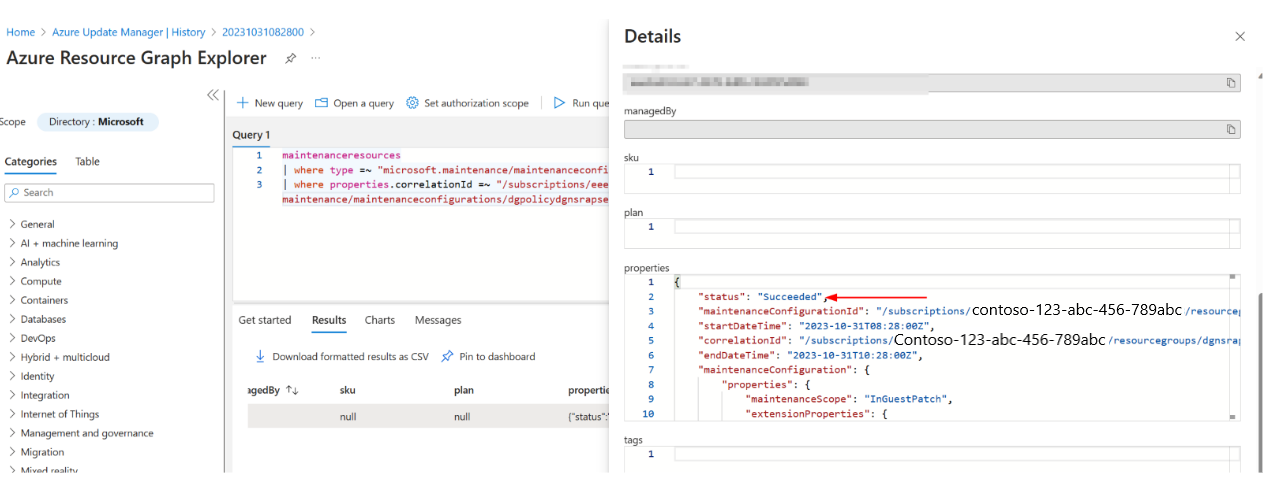 Home > Azure Update Manager | History > 20231031082800 >
Azure Resource Graph Explorer ...
Scope Directory : Microsoft
Categories Table
Search
General
AI + machine learning
Analytics
Compute
Containers
Databases
DevOps
Hybrid + multicloud
Identity
Integration
Internet of Things
Management and governance
Migration
Mixed reality
New query Open a query Set authorization scope Run que
Query 1
1 maintenanceresources
2 | where type =~ "microsoft.maintenance/maintenanceconfi
3 | where properties.correlationId =~ "/subscriptions/eee
maintenance/maintenanceconfigurations/dgpolicydgnsrapse
Get started Results Charts Messages
Download formatted results as CSV Pin to dashboard
agedBy ↑↓ sku plan propertie
null null {"status":
Details
managedBy
sku
1
plan
1
properties
1 {
2 "status": "Succeeded",
3 "maintenanceConfigurationId": "/subscriptions/contoso-123-abc-456-789abc/resourceg
4 "startDateTime": "2023-10-31T08:28:00Z",
5 "correlationId": "/subscriptions/Contoso-123-abc-456-789abc/resourcegroups/dgnsrap
6 "endDateTime": "2023-10-31T10:28:00Z",
7 "maintenanceConfiguration": {
8 "properties": {
9 "maintenanceScope": "InGuestPatch",
10 "extensionProperties": {
tags
1